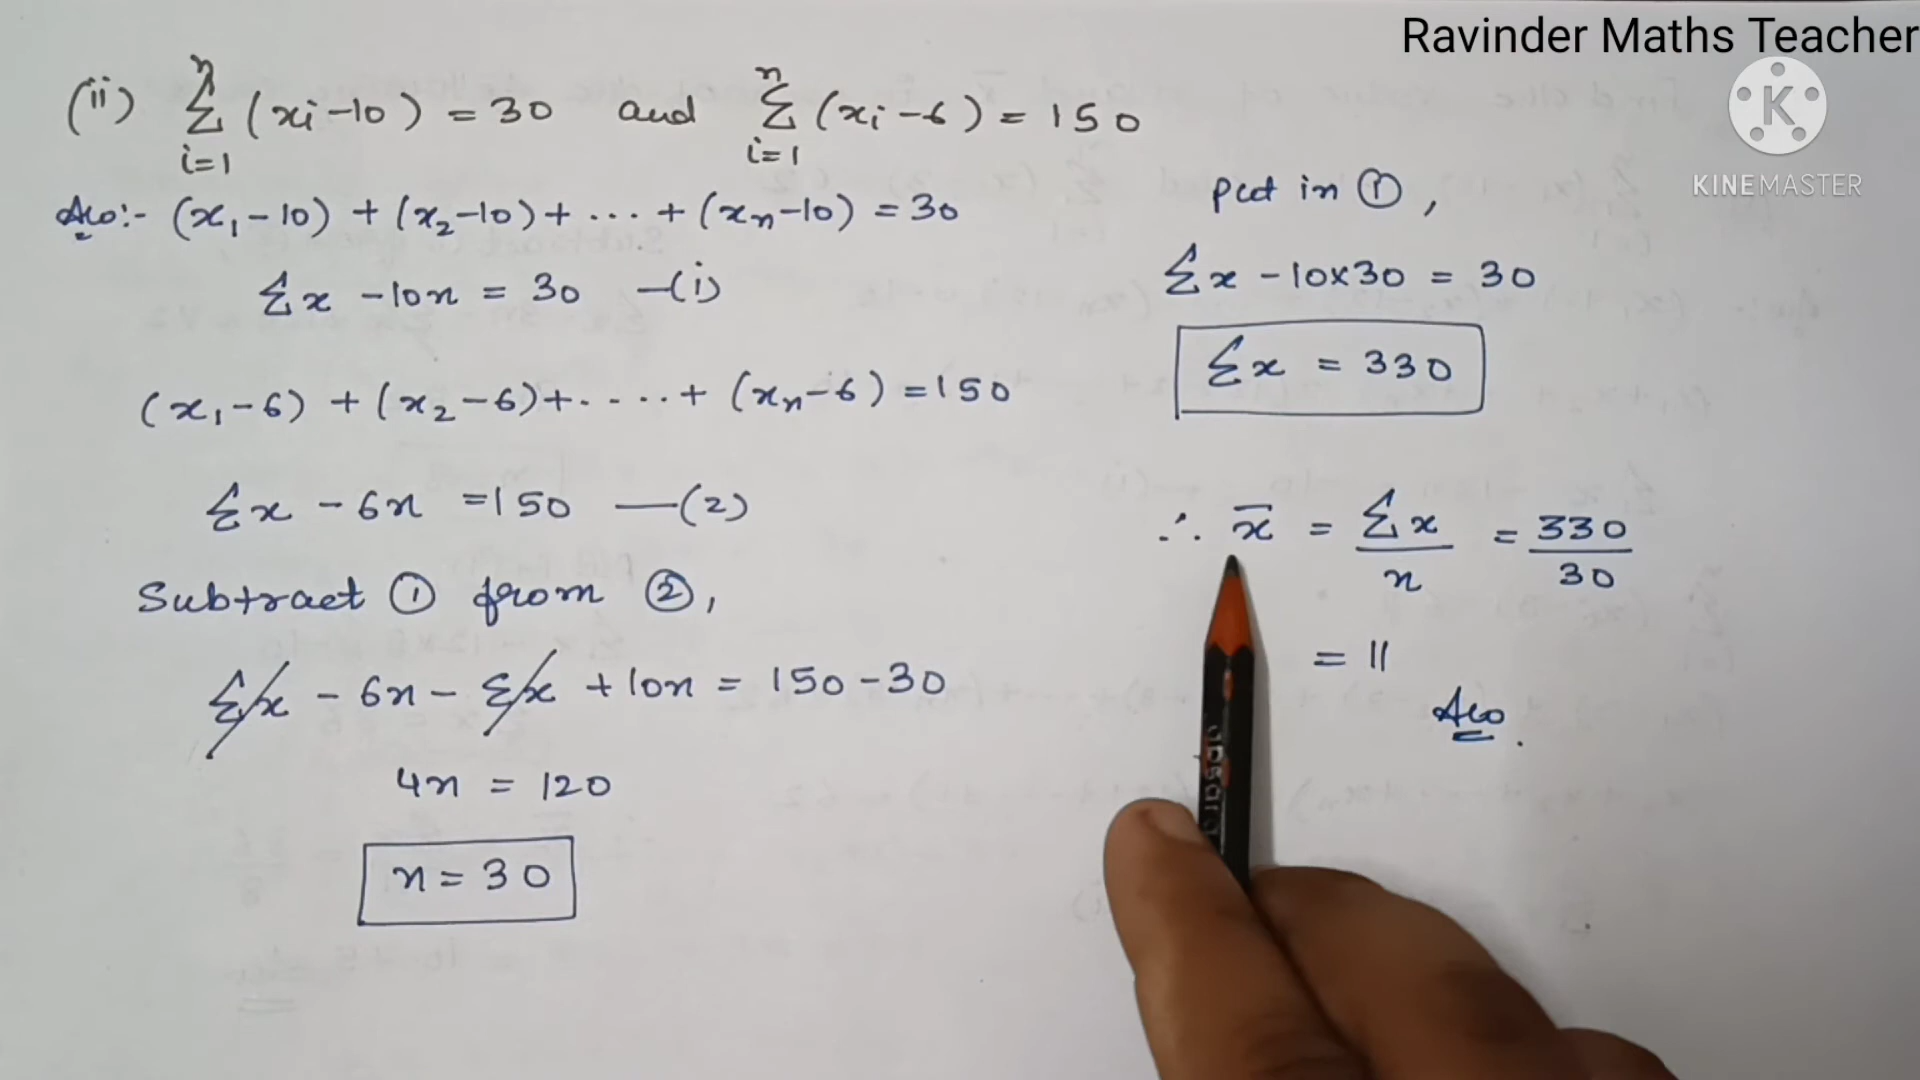 Ravinder Maths Teacher
K
KINEMASTER
(ii) n Σ i=1 (xi-10) = 30 and n Σ i=1 (xi-6) = 150
Ans:- (x₁-10) + (x₂-10) + ... + (xn-10) = 30
Σx -10n = 30 —(i)
(x₁-6) + (x₂-6) + .... + (xn-6) = 150
Σx - 6n = 150 —(2)
Subtract ① from ②,
Σx - 6n - Σx + 10n = 150 - 30
4n = 120
n = 30
Put in ①,
Σx - 10×30 = 30
Σx = 330
∴ x̄ = Σx/n = 330/30
= 11
Ans.
apsara